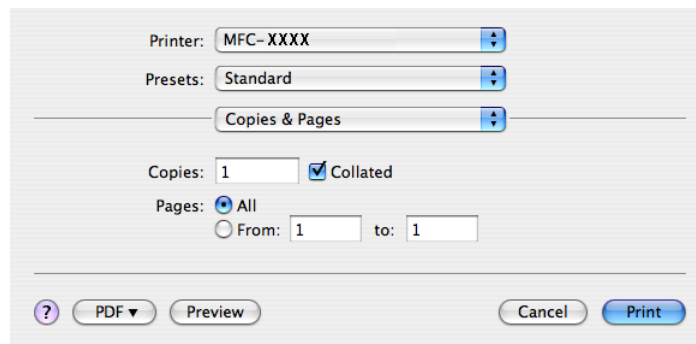 Printer: MFC-XXXX
Presets: Standard
Copies & Pages
Copies: 1 Collated
Pages: All
From: 1 to: 1
? PDF Preview Cancel Print